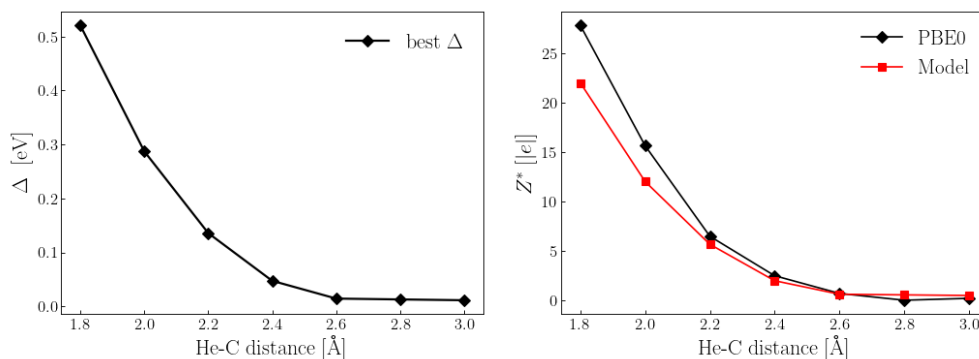 best Δ
Δ [eV]
0.5
0.4
0.3
0.2
0.1
0.0
1.8 2.0 2.2 2.4 2.6 2.8 3.0
He-C distance [Å]
PBE0
Model
Z* [|e|]
25
20
15
10
5
0
1.8 2.0 2.2 2.4 2.6 2.8 3.0
He-C distance [Å]